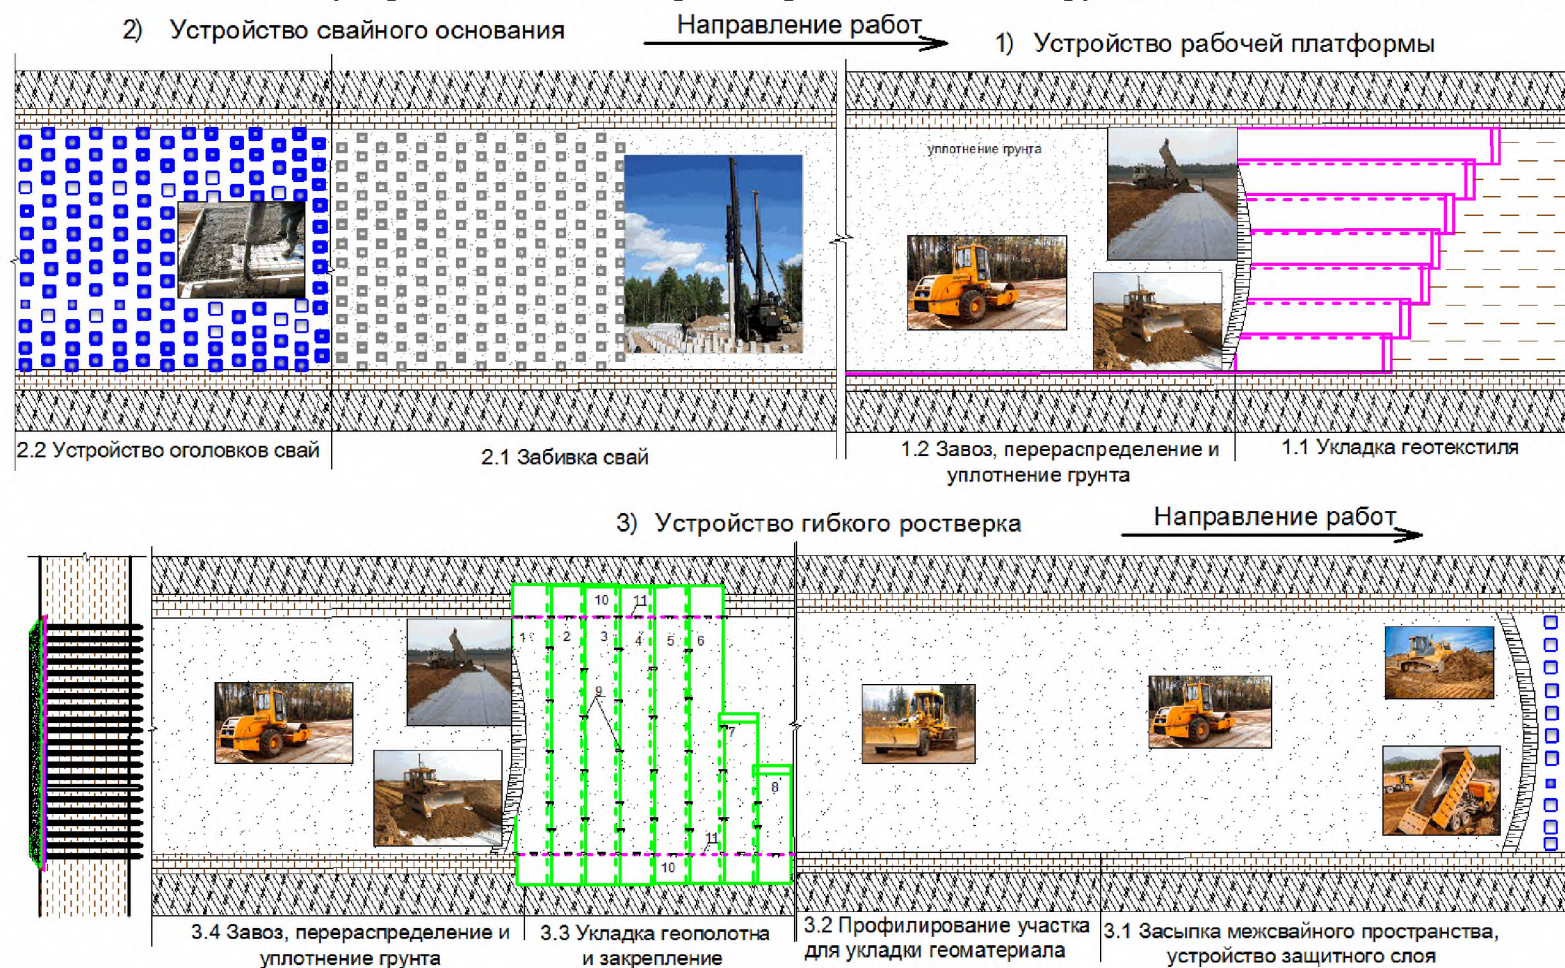 2) Устройство свайного основания
Направление работ
1) Устройство рабочей платформы
уплотнение грунта
2.2 Устройство оголовков свай
2.1 Забивка свай
1.2 Завоз, перераспределение и
уплотнение грунта
1.1 Укладка геотекстиля
3) Устройство гибкого ростверка
Направление работ
10
11
1
2
3
4
5
6
9
7
8
11
10
3.4 Завоз, перераспределение и
уплотнение грунта
3.3 Укладка геополотна
и закрепление
3.2 Профилирование участка
для укладки геоматериала
3.1 Засыпка межсвайного пространства,
устройство защитного слоя